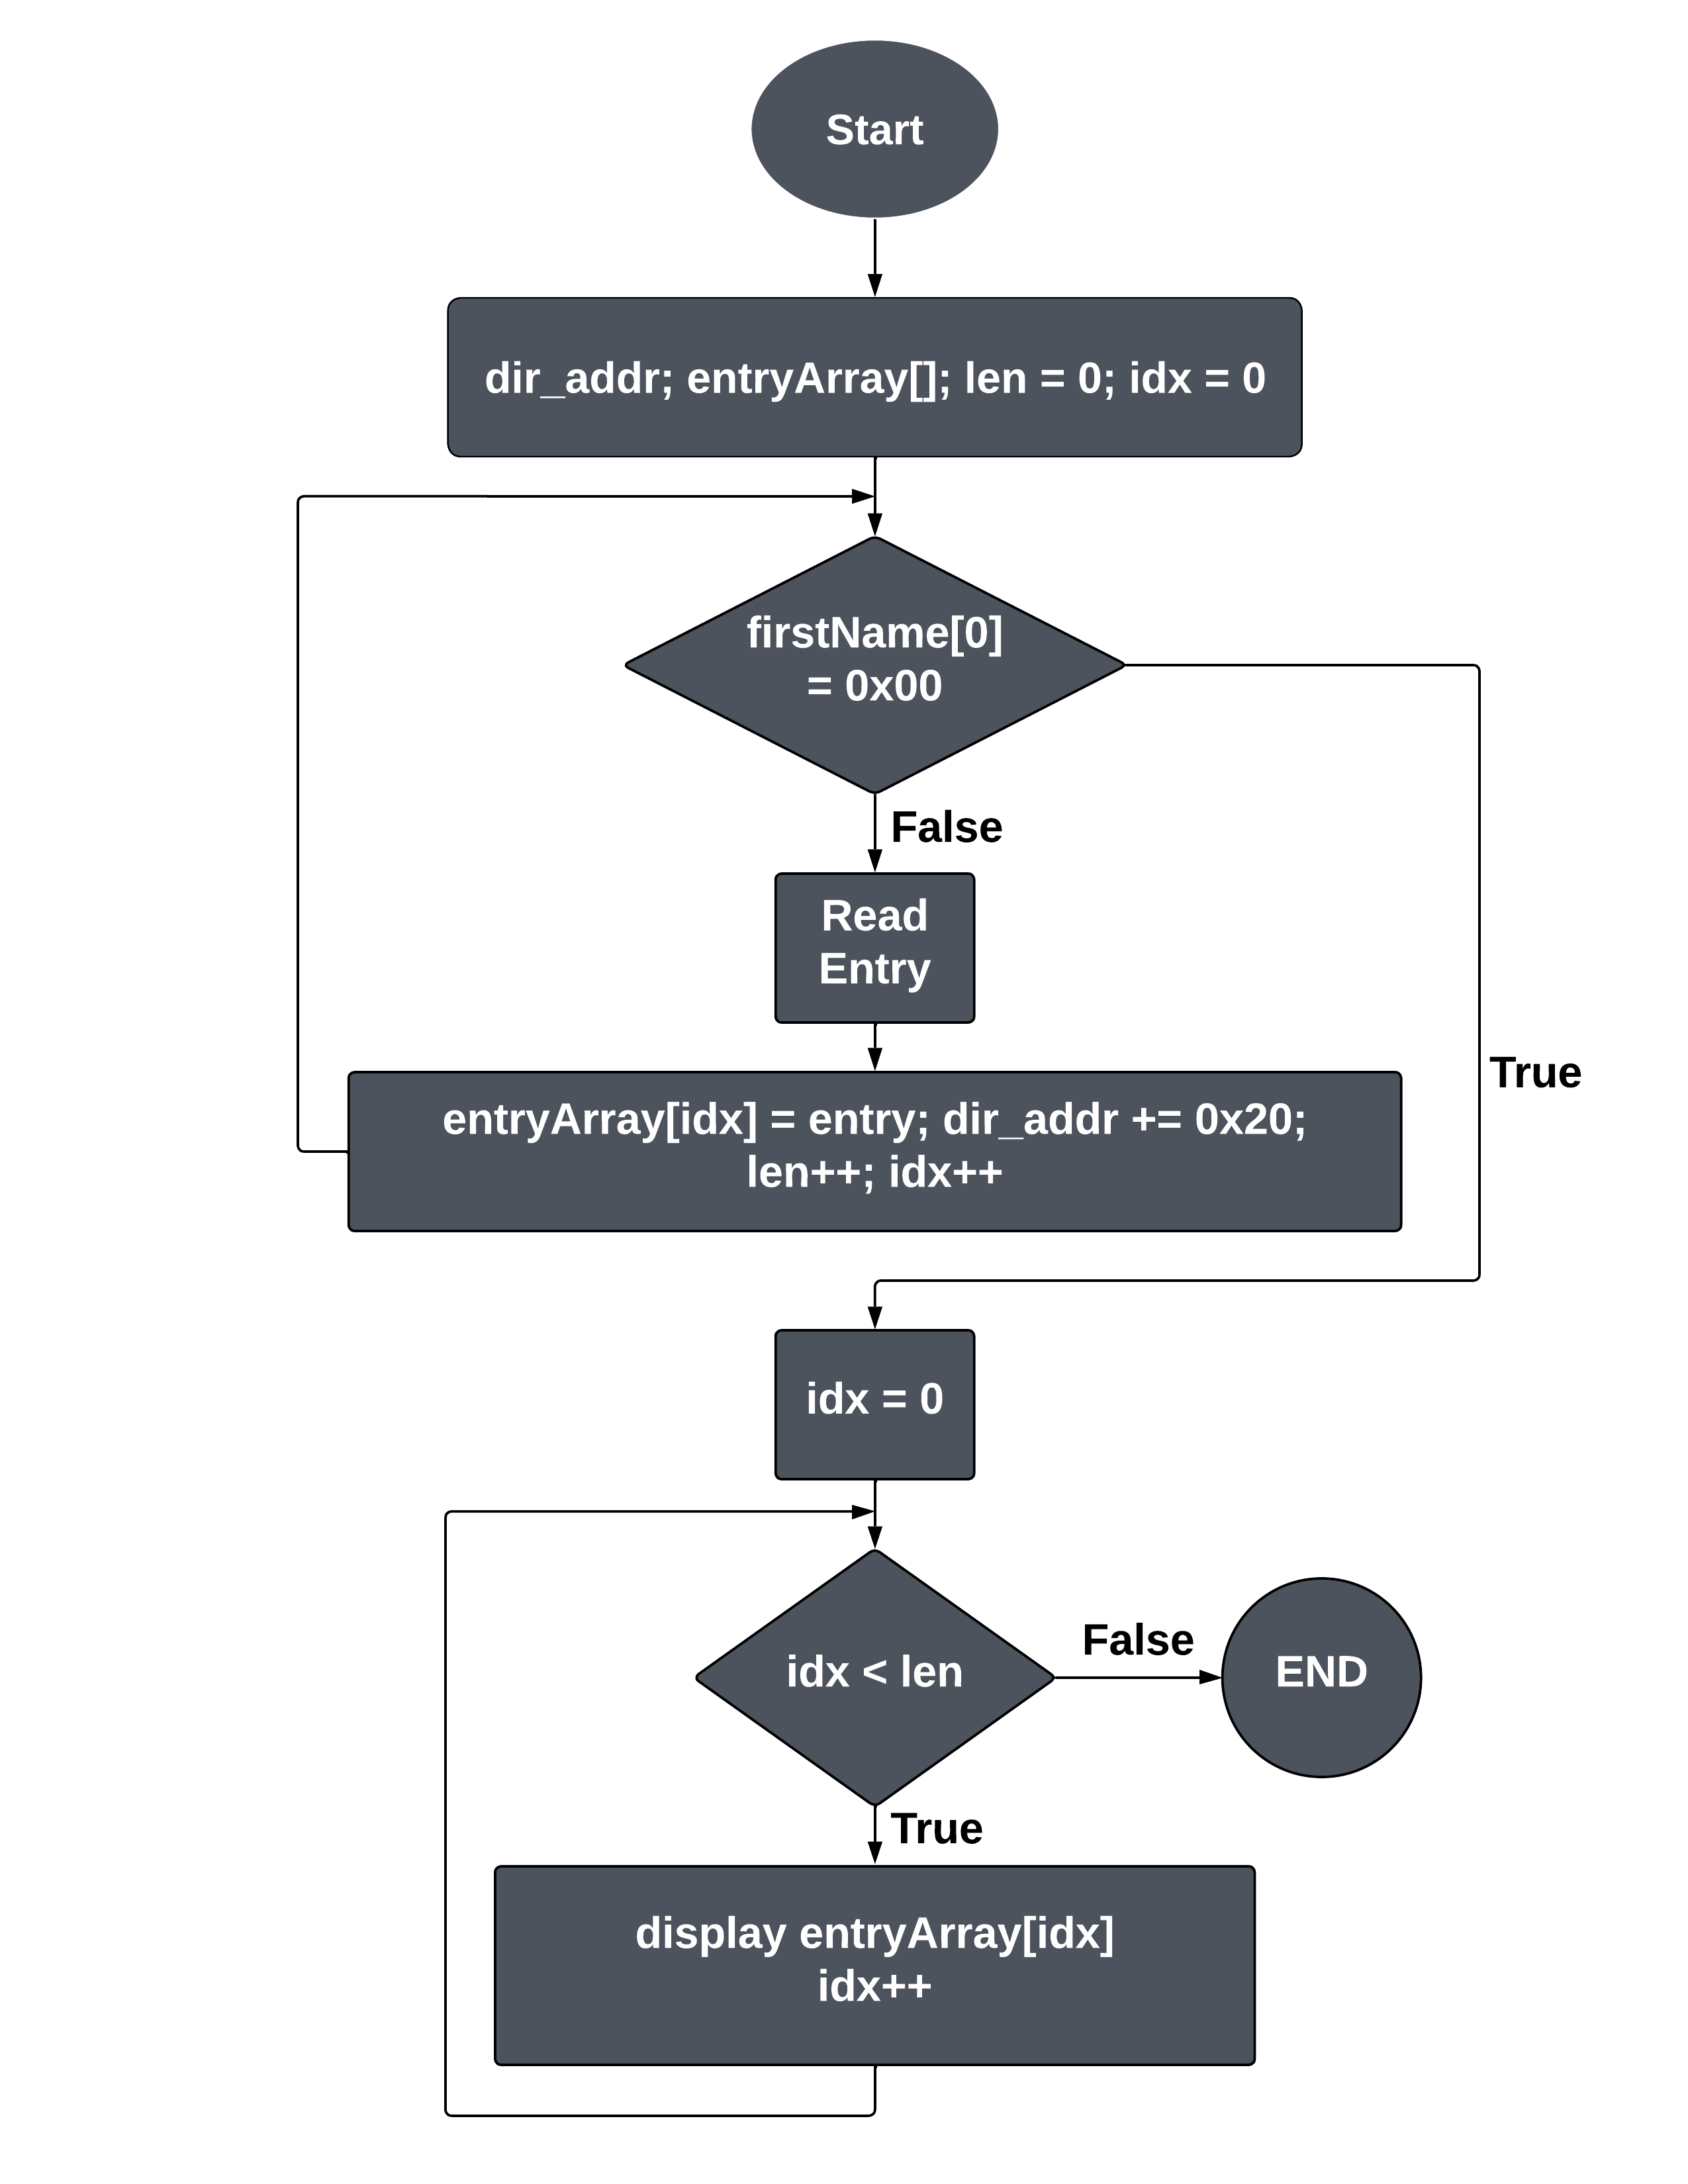 Start
dir_addr; entryArray[]; len = 0; idx = 0
firstName[0]
= 0x00
False
Read
Entry
True
entryArray[idx] = entry; dir_addr += 0x20;
len++; idx++
idx = 0
idx < len
False
END
True
display entryArray[idx]
idx++